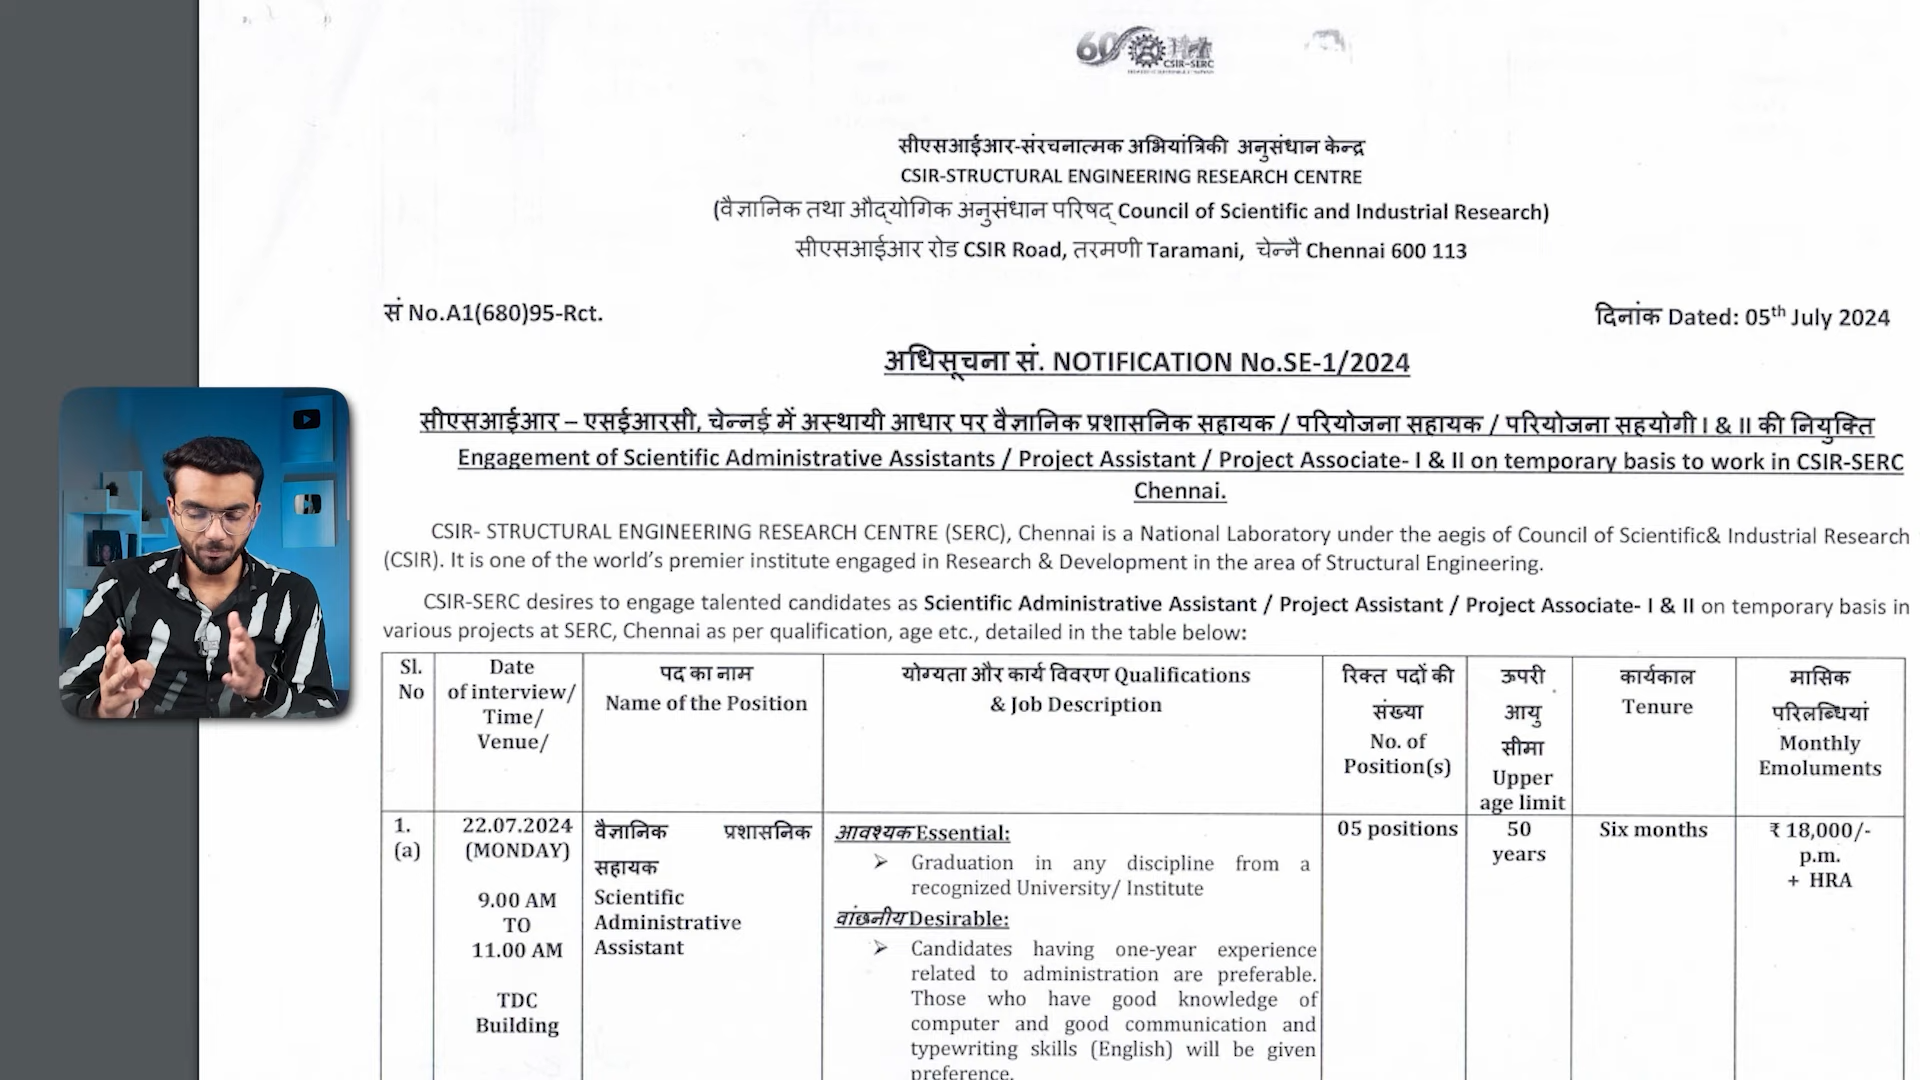 60
CSIR-SERC
सीएसआईआर-संरचनात्मक अभियांत्रिकी अनुसंधान केन्द्र
CSIR-STRUCTURAL ENGINEERING RESEARCH CENTRE
(वैज्ञानिक तथा औद्योगिक अनुसंधान परिषद् Council of Scientific and Industrial Research)
सीएसआईआर रोड CSIR Road, तरमणी Taramani, चेन्नै Chennai 600 113
सं No.A1(680)95-Rct.
दिनांक Dated: 05th July 2024
अधिसूचना सं. NOTIFICATION No.SE-1/2024
सीएसआईआर – एसईआरसी, चेन्नई में अस्थायी आधार पर वैज्ञानिक प्रशासनिक सहायक / परियोजना सहायक / परियोजना सहयोगी I & II की नियुक्ति
Engagement of Scientific Administrative Assistants / Project Assistant / Project Associate- I & II on temporary basis to work in CSIR-SERC
Chennai.
CSIR- STRUCTURAL ENGINEERING RESEARCH CENTRE (SERC), Chennai is a National Laboratory under the aegis of Council of Scientific& Industrial Research
(CSIR). It is one of the world’s premier institute engaged in Research & Development in the area of Structural Engineering.
CSIR-SERC desires to engage talented candidates as Scientific Administrative Assistant / Project Assistant / Project Associate- I & II on temporary basis in
various projects at SERC, Chennai as per qualification, age etc., detailed in the table below:
Sl.
No
Date
of interview/
Time/
Venue/
पद का नाम
Name of the Position
योग्यता और कार्य विवरण Qualifications
& Job Description
रिक्त पदों की
संख्या
No. of
Position(s)
ऊपरी
आयु
सीमा
Upper
age limit
कार्यकाल
Tenure
मासिक
परिलब्धियां
Monthly
Emoluments
1.
(a)
22.07.2024
(MONDAY)
9.00 AM
TO
11.00 AM
TDC
Building
वैज्ञानिक प्रशासनिक
सहायक
Scientific
Administrative
Assistant
आवश्यक Essential:
➢ Graduation in any discipline from a
recognized University/ Institute
वांछनीय Desirable:
➢ Candidates having one-year experience
related to administration are preferable.
Those who have good knowledge of
computer and good communication and
typewriting skills (English) will be given
preference.
05 positions
50
years
Six months
₹ 18,000/-
p.m.
+ HRA